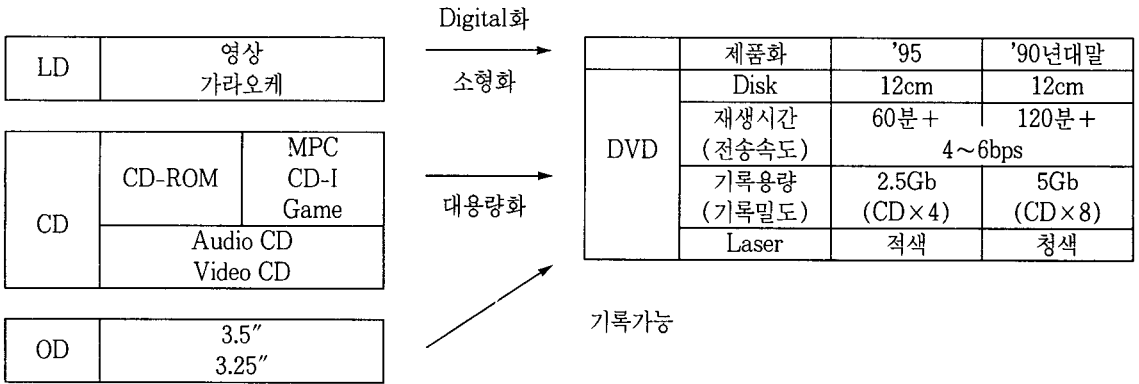 Digital화
소형화
LD
영상
가라오케
CD
CD-ROM
MPC
CD-I
Game
Audio CD
Video CD
대용량화
OD
3.5″
3.25″
기록가능
DVD
제품화 '95 '90년대말
Disk 12cm 12cm
재생시간 60분+ 120분+
(전송속도) 4~6bps
기록용량 2.5Gb 5Gb
(기록밀도) (CD×4) (CD×8)
Laser 적색 청색